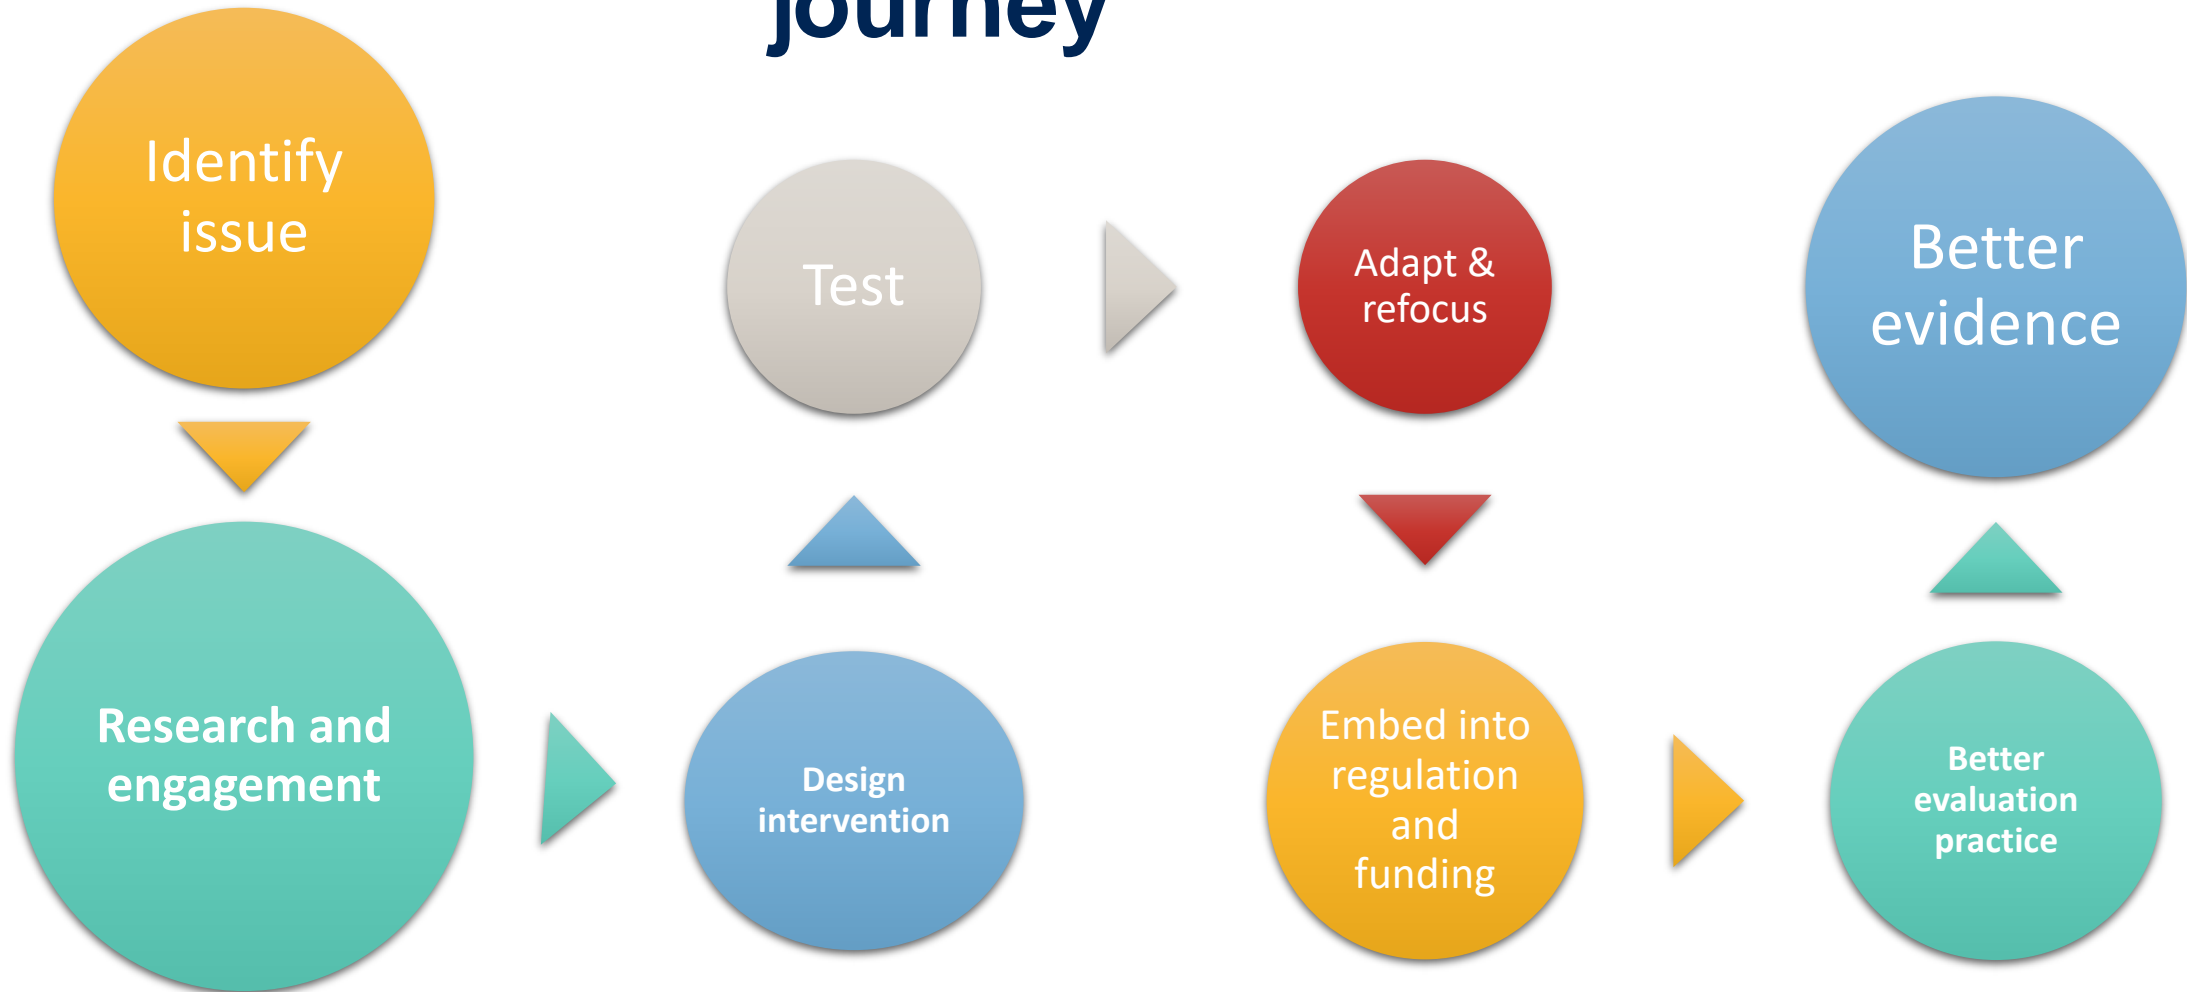 journey
Identify
issue
Research and
engagement
Design
intervention
Test
Adapt &
refocus
Embed into
regulation
and
funding
Better
evaluation
practice
Better
evidence